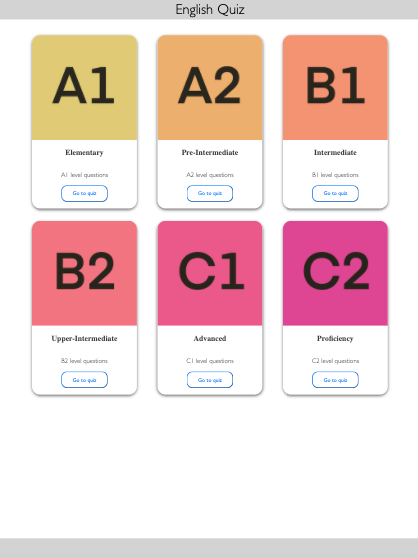 English Quiz
A1
A2
B1
Elementary
Pre-Intermediate
Intermediate
A1 level questions
A2 level questions
B1 level questions
Go to quiz
Go to quiz
Go to quiz
B2
C1
C2
Upper-Intermediate
Advanced
Proficiency
B2 level questions
C1 level questions
C2 level questions
Go to quiz
Go to quiz
Go to quiz